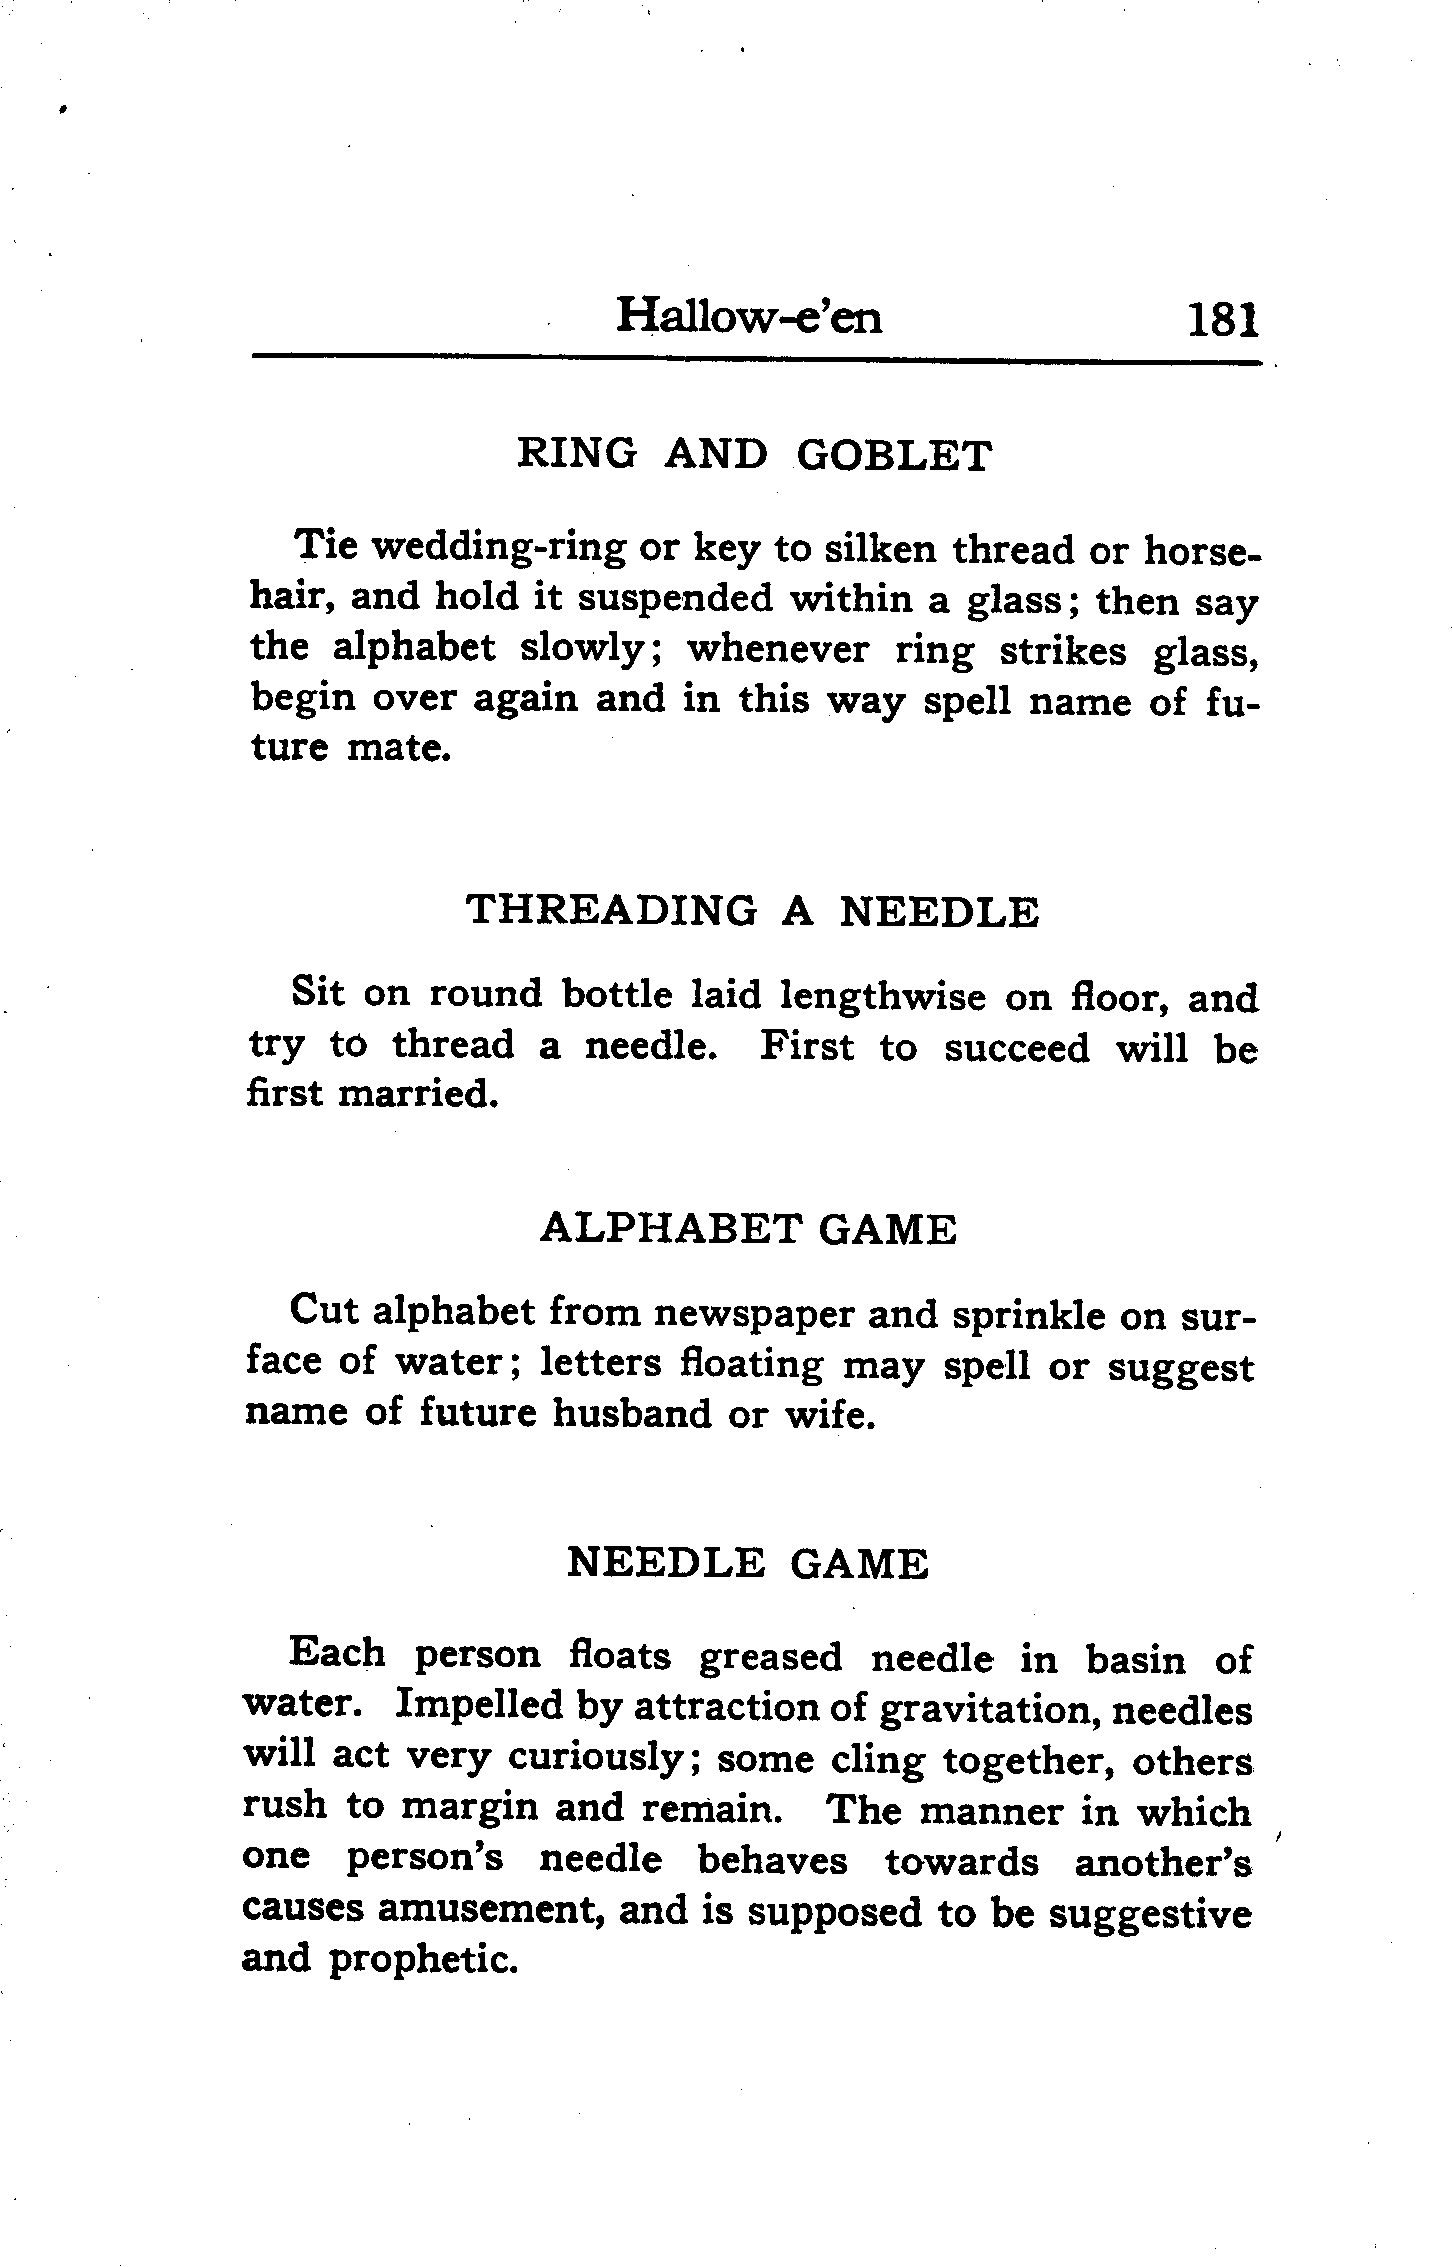 Hallow-e'en 181
RING AND GOBLET
Tie wedding-ring or key to silken thread or horse-
hair, and hold it suspended within a glass; then say
the alphabet slowly; whenever ring strikes glass,
begin over again and in this way spell name of fu-
ture mate.
THREADING A NEEDLE
Sit on round bottle laid lengthwise on floor, and
try to thread a needle. First to succeed will be
first married.
ALPHABET GAME
Cut alphabet from newspaper and sprinkle on sur-
face of water; letters floating may spell or suggest
name of future husband or wife.
NEEDLE GAME
Each person floats greased needle in basin of
water. Impelled by attraction of gravitation, needles
will act very curiously; some cling together, others
rush to margin and remain. The manner in which
one person's needle behaves towards another's
causes amusement, and is supposed to be suggestive
and prophetic.